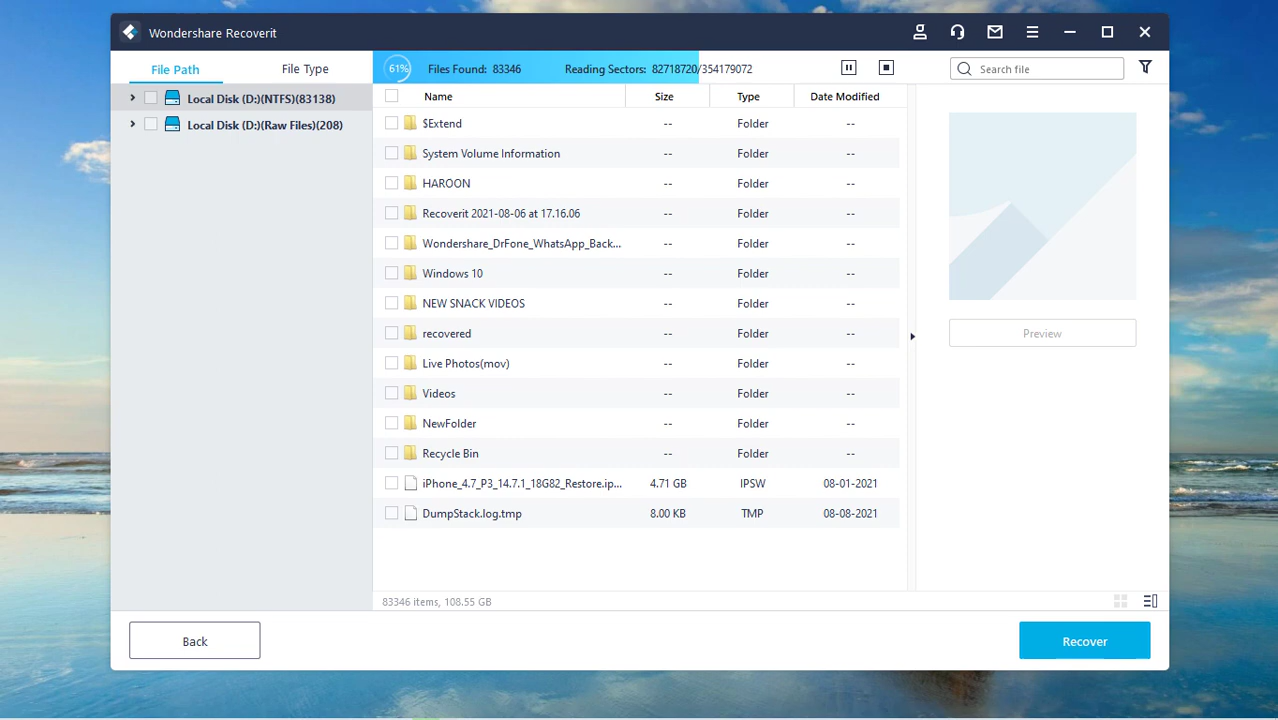 Wondershare Recoverit
File Path File Type
61% Files Found: 83346 Reading Sectors: 82718720/354179072
Search file
Local Disk (D:)(NTFS)(83138)
Local Disk (D:)(Raw Files)(208)
Name Size Type Date Modified
$Extend -- Folder --
System Volume Information -- Folder --
HAROON -- Folder --
Recoverit 2021-08-06 at 17.16.06 -- Folder --
Wondershare_DrFone_WhatsApp_Back... -- Folder --
Windows 10 -- Folder --
NEW SNACK VIDEOS -- Folder --
recovered -- Folder --
Live Photos(mov) -- Folder --
Videos -- Folder --
NewFolder -- Folder --
Recycle Bin -- Folder --
iPhone_4.7_P3_14.7.1_18G82_Restore.ip... 4.71 GB IPSW 08-01-2021
DumpStack.log.tmp 8.00 KB TMP 08-08-2021
Preview
83346 items, 108.55 GB
Back
Recover